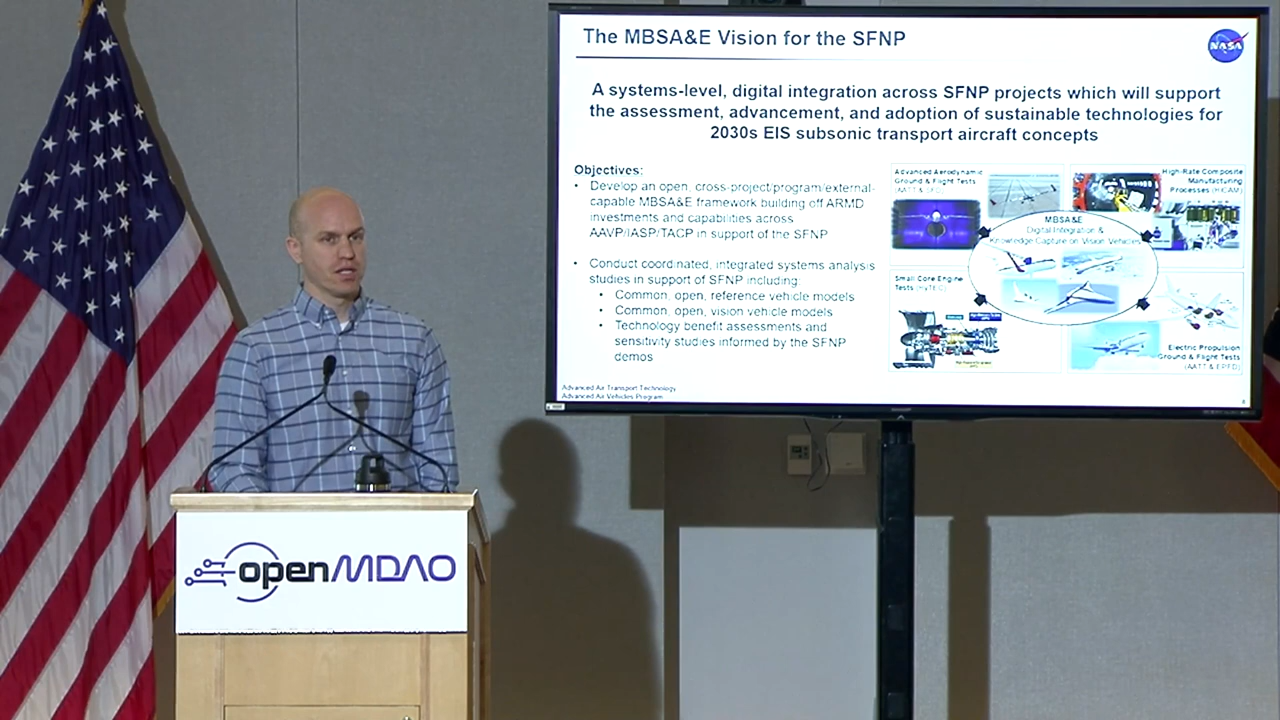 The MBSA&E Vision for the SFNP
NASA
A systems-level, digital integration across SFNP projects which will support
the assessment, advancement, and adoption of sustainable technologies for
2030s EIS subsonic transport aircraft concepts
Objectives:
• Develop an open, cross-project/program/external-
capable MBSA&E framework building off ARMD
investments and capabilities across
AAVP/IASP/TACP in support of the SFNP
• Conduct coordinated, integrated systems analysis
studies in support of SFNP including:
• Common, open, reference vehicle models
• Common, open, vision vehicle models
• Technology benefit assessments and
sensitivity studies informed by the SFNP
demos
Advanced Aerodynamic
Ground & Flight Tests
High-Rate Composite
Manufacturing
Processes (HiCAM)
MBSA&E
Digital Integration &
Knowledge Capture on Vision Vehicles
Small Core Engine
Tests (HyTEC)
Electric Propulsion
Ground & Flight Tests
(AATT & EPFD)
Advanced Air Transport Technology
Advanced Air Vehicles Program
openMDAO